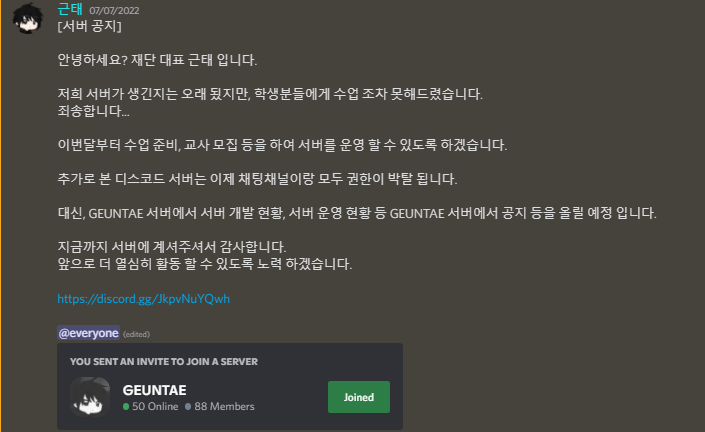 근태 07/07/2022
[서버 공지]
안녕하세요? 재단 대표 근태 입니다.
저희 서버가 생긴지는 오래 됬지만, 학생분들에게 수업 조차 못해드렸습니다.
죄송합니다...
이번달부터 수업 준비, 교사 모집 등을 하여 서버를 운영 할 수 있도록 하겠습니다.
추가로 본 디스코드 서버는 이제 채팅채널이랑 모두 권한이 박탈 됩니다.
대신, GEUNTAE 서버에서 서버 개발 현황, 서버 운영 현황 등 GEUNTAE 서버에서 공지 등을 올릴 예정 입니다.
지금까지 서버에 계셔주셔서 감사합니다.
앞으로 더 열심히 활동 할 수 있도록 노력 하겠습니다.
https://discord.gg/JkpvNuYQwh
@everyone (edited)
YOU SENT AN INVITE TO JOIN A SERVER
GEUNTAE
50 Online 88 Members
Joined